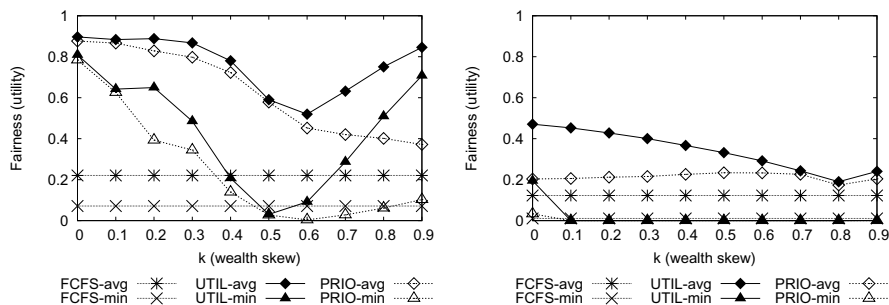 1
0.8
0.6
0.4
0.2
0
Fairness (utility)
0 0.1 0.2 0.3 0.4 0.5 0.6 0.7 0.8 0.9
k (wealth skew)
FCFS-avg UTIL-avg PRIO-avg
FCFS-min UTIL-min PRIO-min
1
0.8
0.6
0.4
0.2
0
Fairness (utility)
0 0.1 0.2 0.3 0.4 0.5 0.6 0.7 0.8 0.9
k (wealth skew)
FCFS-avg UTIL-avg PRIO-avg
FCFS-min UTIL-min PRIO-min